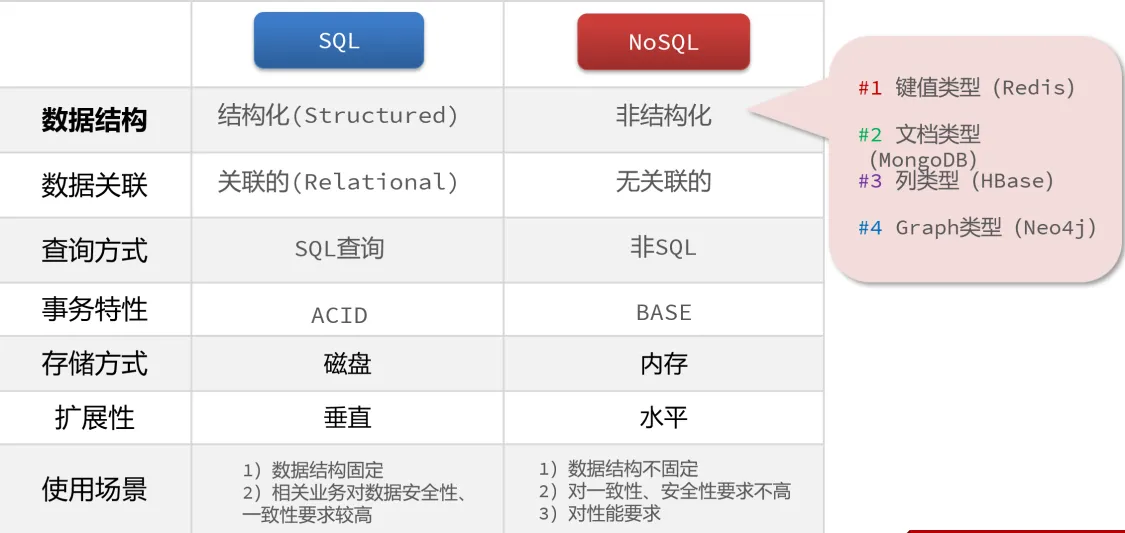 SQL
NoSQL
数据结构
结构化(Structured)
非结构化
数据关联
关联的(Relational)
无关联的
查询方式
SQL查询
非SQL
事务特性
ACID
BASE
存储方式
磁盘
内存
扩展性
垂直
水平
使用场景
1）数据结构固定
2）相关业务对数据安全性、
一致性要求较高
1）数据结构不固定
2）对一致性、安全性要求不高
3）对性能要求
#1 键值类型（Redis）
#2 文档类型
（MongoDB）
#3 列类型（HBase）
#4 Graph类型（Neo4j）